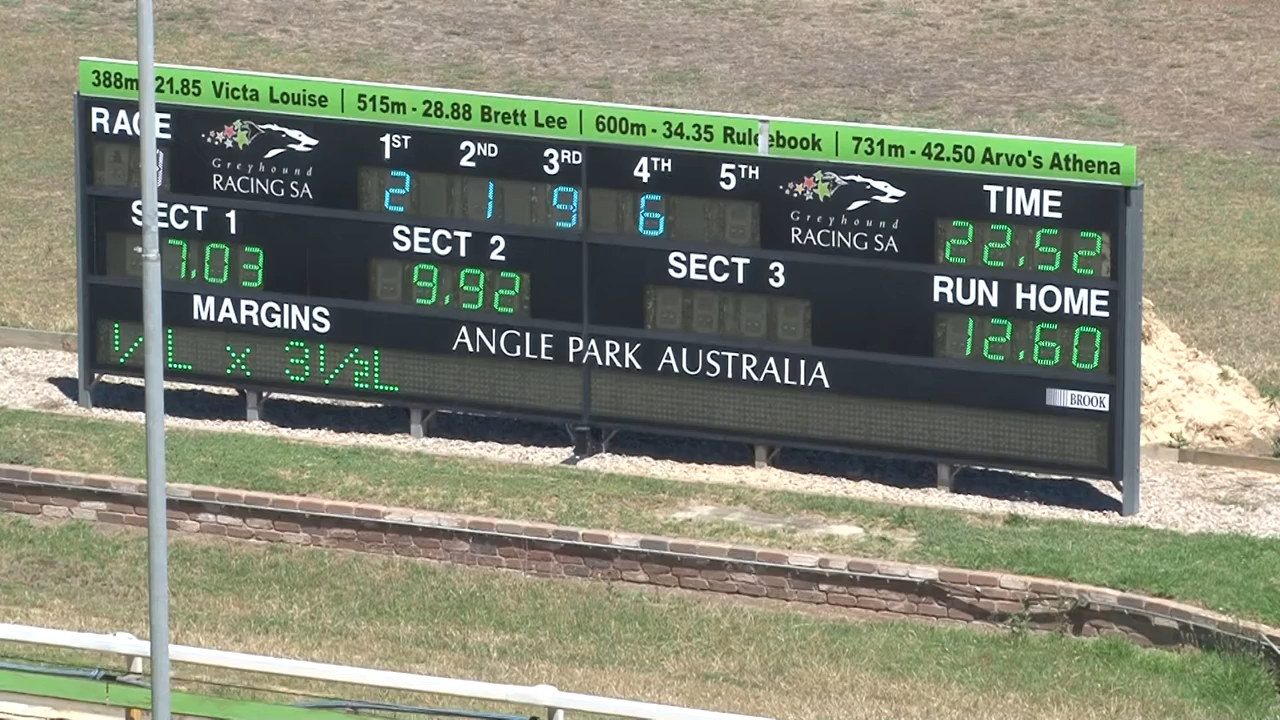 388m 21.85 Victa Louise | 515m - 28.88 Brett Lee | 600m - 34.35 Rulebook | 731m - 42.50 Arvo's Athena
RACE
Greyhound
RACING SA
1ST 2ND 3RD 4TH 5TH
2 1 9 6
Greyhound
RACING SA
TIME
22.52
SECT 1
7.03
SECT 2
9.92
SECT 3
RUN HOME
12.60
MARGINS
L x 3½L
ANGLE PARK AUSTRALIA
BROOK